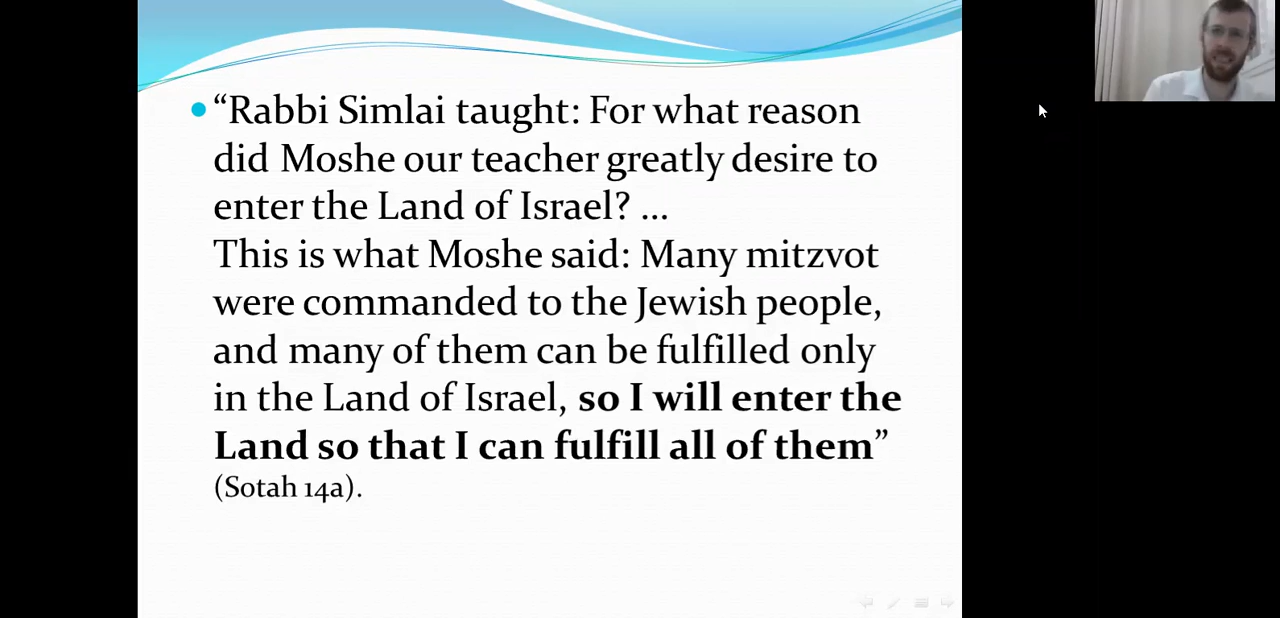 “Rabbi Simlai taught: For what reason
did Moshe our teacher greatly desire to
enter the Land of Israel? ...
This is what Moshe said: Many mitzvot
were commanded to the Jewish people,
and many of them can be fulfilled only
in the Land of Israel, so I will enter the
Land so that I can fulfill all of them”
(Sotah 14a).